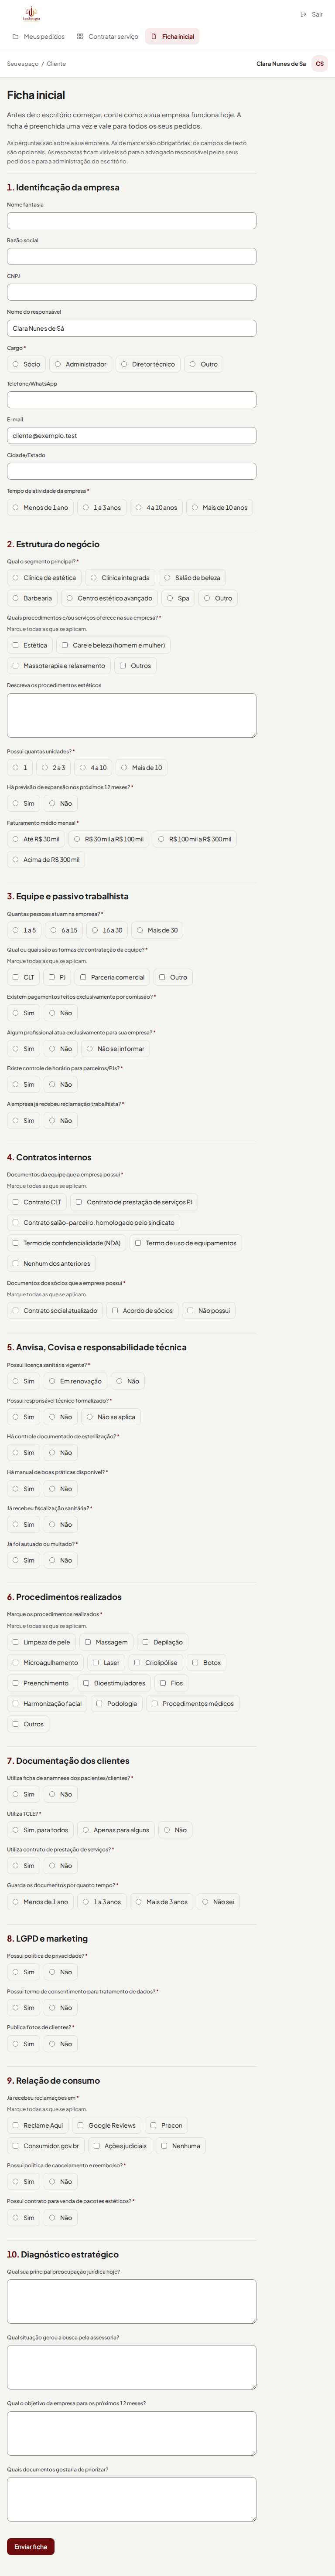 Sair
Meus pedidos
Contratar serviço
Ficha inicial
Seu espaço / Cliente
Clara Nunes de Sa
CS
Ficha inicial
Antes de o escritório começar, conte como a sua empresa funciona hoje. A
ficha é preenchida uma vez e vale para todos os seus pedidos.
As perguntas são sobre a sua empresa. As de marcar são obrigatórias; os campos de texto
são opcionais. As respostas ficam visíveis só para o advogado responsável pelos seus
pedidos e para a administração do escritório.
1. Identificação da empresa
Nome fantasia
Razão social
CNPJ
Nome do responsável
Clara Nunes de Sá
Cargo *
Sócio
Administrador
Diretor técnico
Outro
Telefone/WhatsApp
E-mail
cliente@exemplo.test
Cidade/Estado
Tempo de atividade da empresa *
Menos de 1 ano
1 a 3 anos
4 a 10 anos
Mais de 10 anos
2. Estrutura do negócio
Qual o segmento principal? *
Clínica de estética
Clínica integrada
Salão de beleza
Barbearia
Centro estético avançado
Spa
Outro
Quais procedimentos e/ou serviços oferece na sua empresa? *
Marque todas as que se aplicam.
Estética
Care e beleza (homem e mulher)
Massoterapia e relaxamento
Outros
Descreva os procedimentos estéticos
Possui quantas unidades? *
1
2 a 3
4 a 10
Mais de 10
Há previsão de expansão nos próximos 12 meses? *
Sim
Não
Faturamento médio mensal *
Até R$ 30 mil
R$ 30 mil a R$ 100 mil
R$ 100 mil a R$ 300 mil
Acima de R$ 300 mil
3. Equipe e passivo trabalhista
Quantas pessoas atuam na empresa? *
1 a 5
6 a 15
16 a 30
Mais de 30
Qual ou quais são as formas de contratação da equipe? *
Marque todas as que se aplicam.
CLT
PJ
Parceria comercial
Outro
Existem pagamentos feitos exclusivamente por comissão? *
Sim
Não
Algum profissional atua exclusivamente para sua empresa? *
Sim
Não
Não sei informar
Existe controle de horário para parceiros/PJs? *
Sim
Não
A empresa já recebeu reclamação trabalhista? *
Sim
Não
4. Contratos internos
Documentos da equipe que a empresa possui *
Marque todas as que se aplicam.
Contrato CLT
Contrato de prestação de serviços PJ
Contrato salão-parceiro, homologado pelo sindicato
Termo de confidencialidade (NDA)
Termo de uso de equipamentos
Nenhum dos anteriores
Documentos dos sócios que a empresa possui *
Marque todas as que se aplicam.
Contrato social atualizado
Acordo de sócios
Não possui
5. Anvisa, Covisa e responsabilidade técnica
Possui licença sanitária vigente? *
Sim
Em renovação
Não
Possui responsável técnico formalizado? *
Sim
Não
Não se aplica
Há controle documentado de esterilização? *
Sim
Não
Há manual de boas práticas disponível? *
Sim
Não
Já recebeu fiscalização sanitária? *
Sim
Não
Já foi autuado ou multado? *
Sim
Não
6. Procedimentos realizados
Marque os procedimentos realizados *
Marque todas as que se aplicam.
Limpeza de pele
Massagem
Depilação
Microagulhamento
Laser
Criolipólise
Botox
Preenchimento
Bioestimuladores
Fios
Harmonização facial
Podologia
Procedimentos médicos
Outros
7. Documentação dos clientes
Utiliza ficha de anamnese dos pacientes/clientes? *
Sim
Não
Utiliza TCLE? *
Sim, para todos
Apenas para alguns
Não
Utiliza contrato de prestação de serviços? *
Sim
Não
Guarda os documentos por quanto tempo? *
Menos de 1 ano
1 a 3 anos
Mais de 3 anos
Não sei
8. LGPD e marketing
Possui política de privacidade? *
Sim
Não
Possui termo de consentimento para tratamento de dados? *
Sim
Não
Publica fotos de clientes? *
Sim
Não
9. Relação de consumo
Já recebeu reclamações em *
Marque todas as que se aplicam.
Reclame Aqui
Google Reviews
Procon
Consumidor.gov.br
Ações judiciais
Nenhuma
Possui política de cancelamento e reembolso? *
Sim
Não
Possui contrato para venda de pacotes estéticos? *
Sim
Não
10. Diagnóstico estratégico
Qual sua principal preocupação jurídica hoje?
Qual situação gerou a busca pela assessoria?
Qual o objetivo da empresa para os próximos 12 meses?
Quais documentos gostaria de priorizar?
Enviar ficha